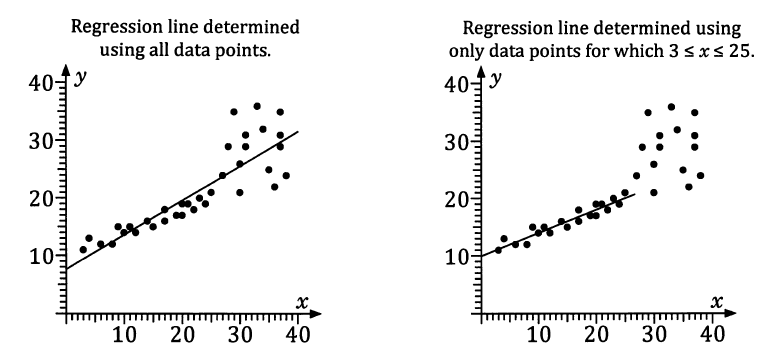 Regression line determined
using all data points.
y
40
30
20
10
x
10 20 30 40
Regression line determined using
only data points for which 3 ≤ x ≤ 25.
y
40
30
20
10
x
10 20 30 40